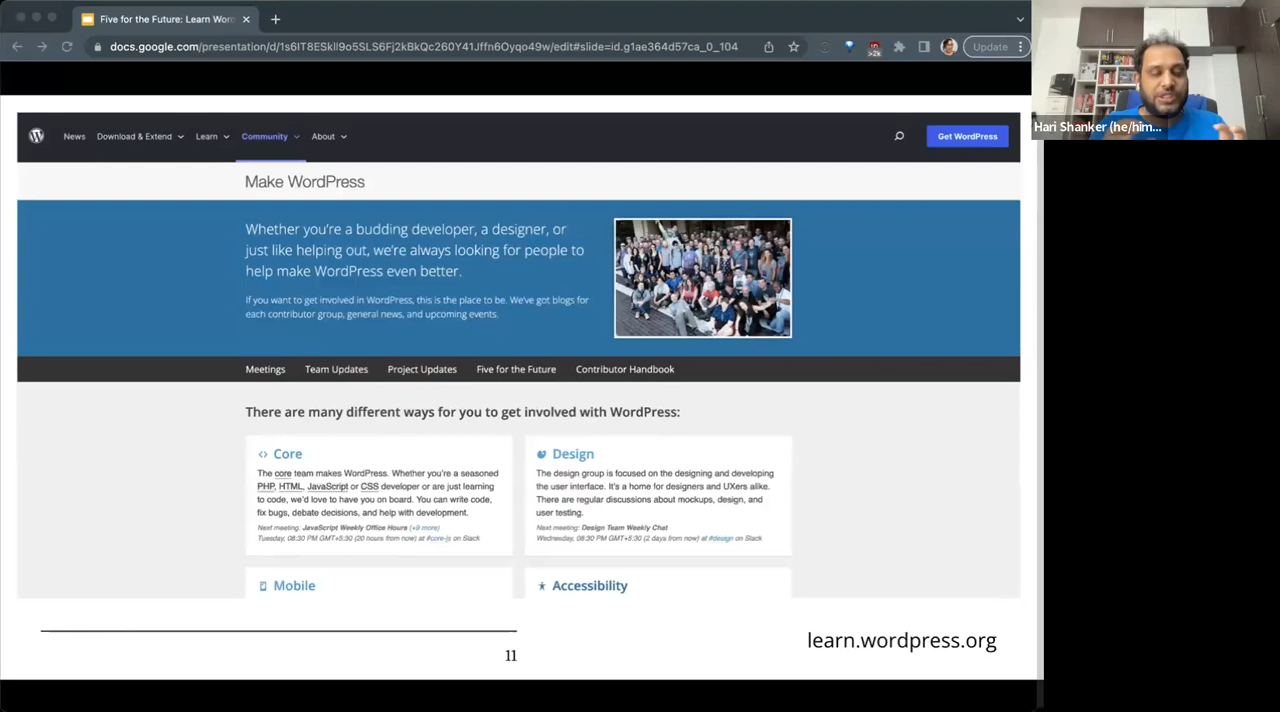 Five for the Future: Learn Wor
docs.google.com/presentation/d/1s6IT8ESkll9o5SLS6Fj2kBkQc260Y41Jffn6Oyqo49w/edit#slide=id.g1ae364d57ca_0_104
>2k
Update
Hari Shanker (he/him...
News
Download & Extend
Learn
Community
About
Get WordPress
Make WordPress
Whether you're a budding developer, a designer, or
just like helping out, we're always looking for people to
help make WordPress even better.
If you want to get involved in WordPress, this is the place to be. We've got blogs for
each contributor group, general news, and upcoming events.
Meetings
Team Updates
Project Updates
Five for the Future
Contributor Handbook
There are many different ways for you to get involved with WordPress:
Core
The core team makes WordPress. Whether you're a seasoned
PHP, HTML, JavaScript or CSS developer or are just learning
to code, we'd love to have you on board. You can write code,
fix bugs, debate decisions, and help with development.
Next meeting: JavaScript Weekly Office Hours (+9 more)
Tuesday, 08:30 PM GMT+5:30 (20 hours from now) at #core-js on Slack
Design
The design group is focused on the designing and developing
the user interface. It's a home for designers and UXers alike.
There are regular discussions about mockups, design, and
user testing.
Next meeting: Design Team Weekly Chat
Wednesday, 08:30 PM GMT+5:30 (2 days from now) at #design on Slack
Mobile
Accessibility
11
learn.wordpress.org